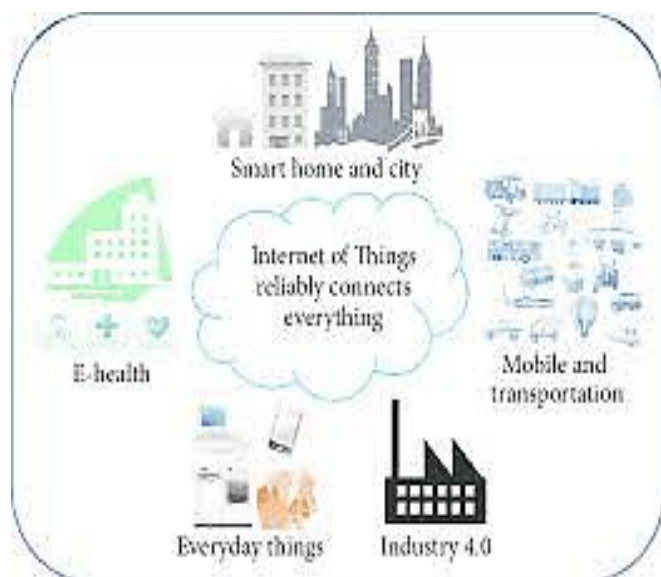 Smart home and city
Internet of Things
reliably connects
everything
E-health
Mobile and
transportation
Everyday things
Industry 4.0